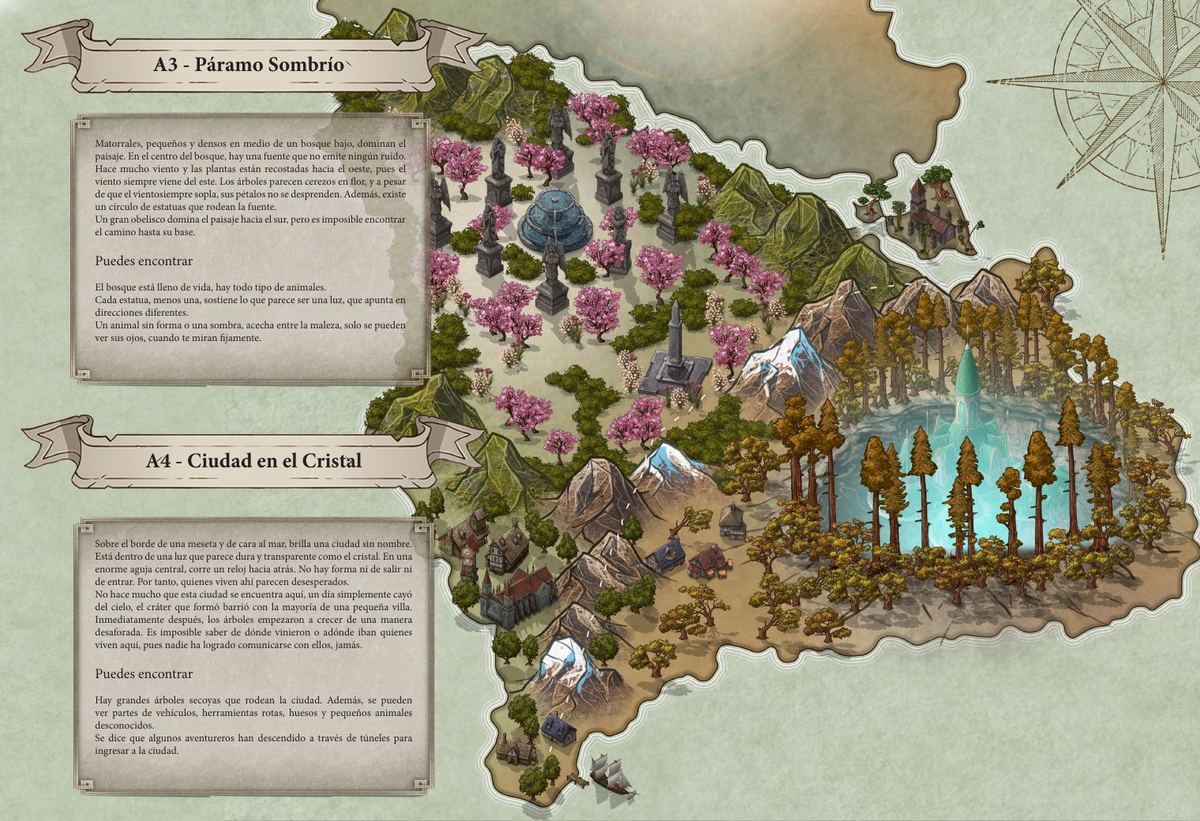 A3 - Páramo Sombrío
Matorrales, pequeños y densos en medio de un bosque bajo, dominan el
paisaje. En el centro del bosque, hay una fuente que no emite ningún ruido.
Hace mucho viento y las plantas están recostadas hacia el oeste, pues el
viento siempre viene del este. Los árboles parecen cerezos en flor, y a pesar
de que el vientosiempre sopla, sus pétalos no se desprenden. Además, existe
un círculo de estatuas que rodean la fuente.
Un gran obelisco domina el paisaje hacia el sur, pero es imposible encontrar
el camino hasta su base.
Puedes encontrar
El bosque está lleno de vida, hay todo tipo de animales.
Cada estatua, menos una, sostiene lo que parece ser una luz, que apunta en
direcciones diferentes.
Un animal sin forma o una sombra, acecha entre la maleza, solo se pueden
ver sus ojos, cuando te miran fijamente.
A4 - Ciudad en el Cristal
Sobre el borde de una meseta y de cara al mar, brilla una ciudad sin nombre.
Está dentro de una luz que parece dura y transparente como el cristal. En una
enorme aguja central, corre un reloj hacia atrás. No hay forma ni de salir ni
de entrar. Por tanto, quienes viven ahí parecen desesperados.
No hace mucho que esta ciudad se encuentra aquí, un día simplemente cayó
del cielo, el cráter que formó barrió con la mayoría de una pequeña villa.
Inmediatamente después, los árboles empezaron a crecer de una manera
desaforada. Es imposible saber de dónde vinieron o adónde iban quienes
viven aquí, pues nadie ha logrado comunicarse con ellos, jamás.
Puedes encontrar
Hay grandes árboles secoyas que rodean la ciudad. Además, se pueden
ver partes de vehículos, herramientas rotas, huesos y pequeños animales
desconocidos.
Se dice que algunos aventureros han descendido a través de túneles para
ingresar a la ciudad.